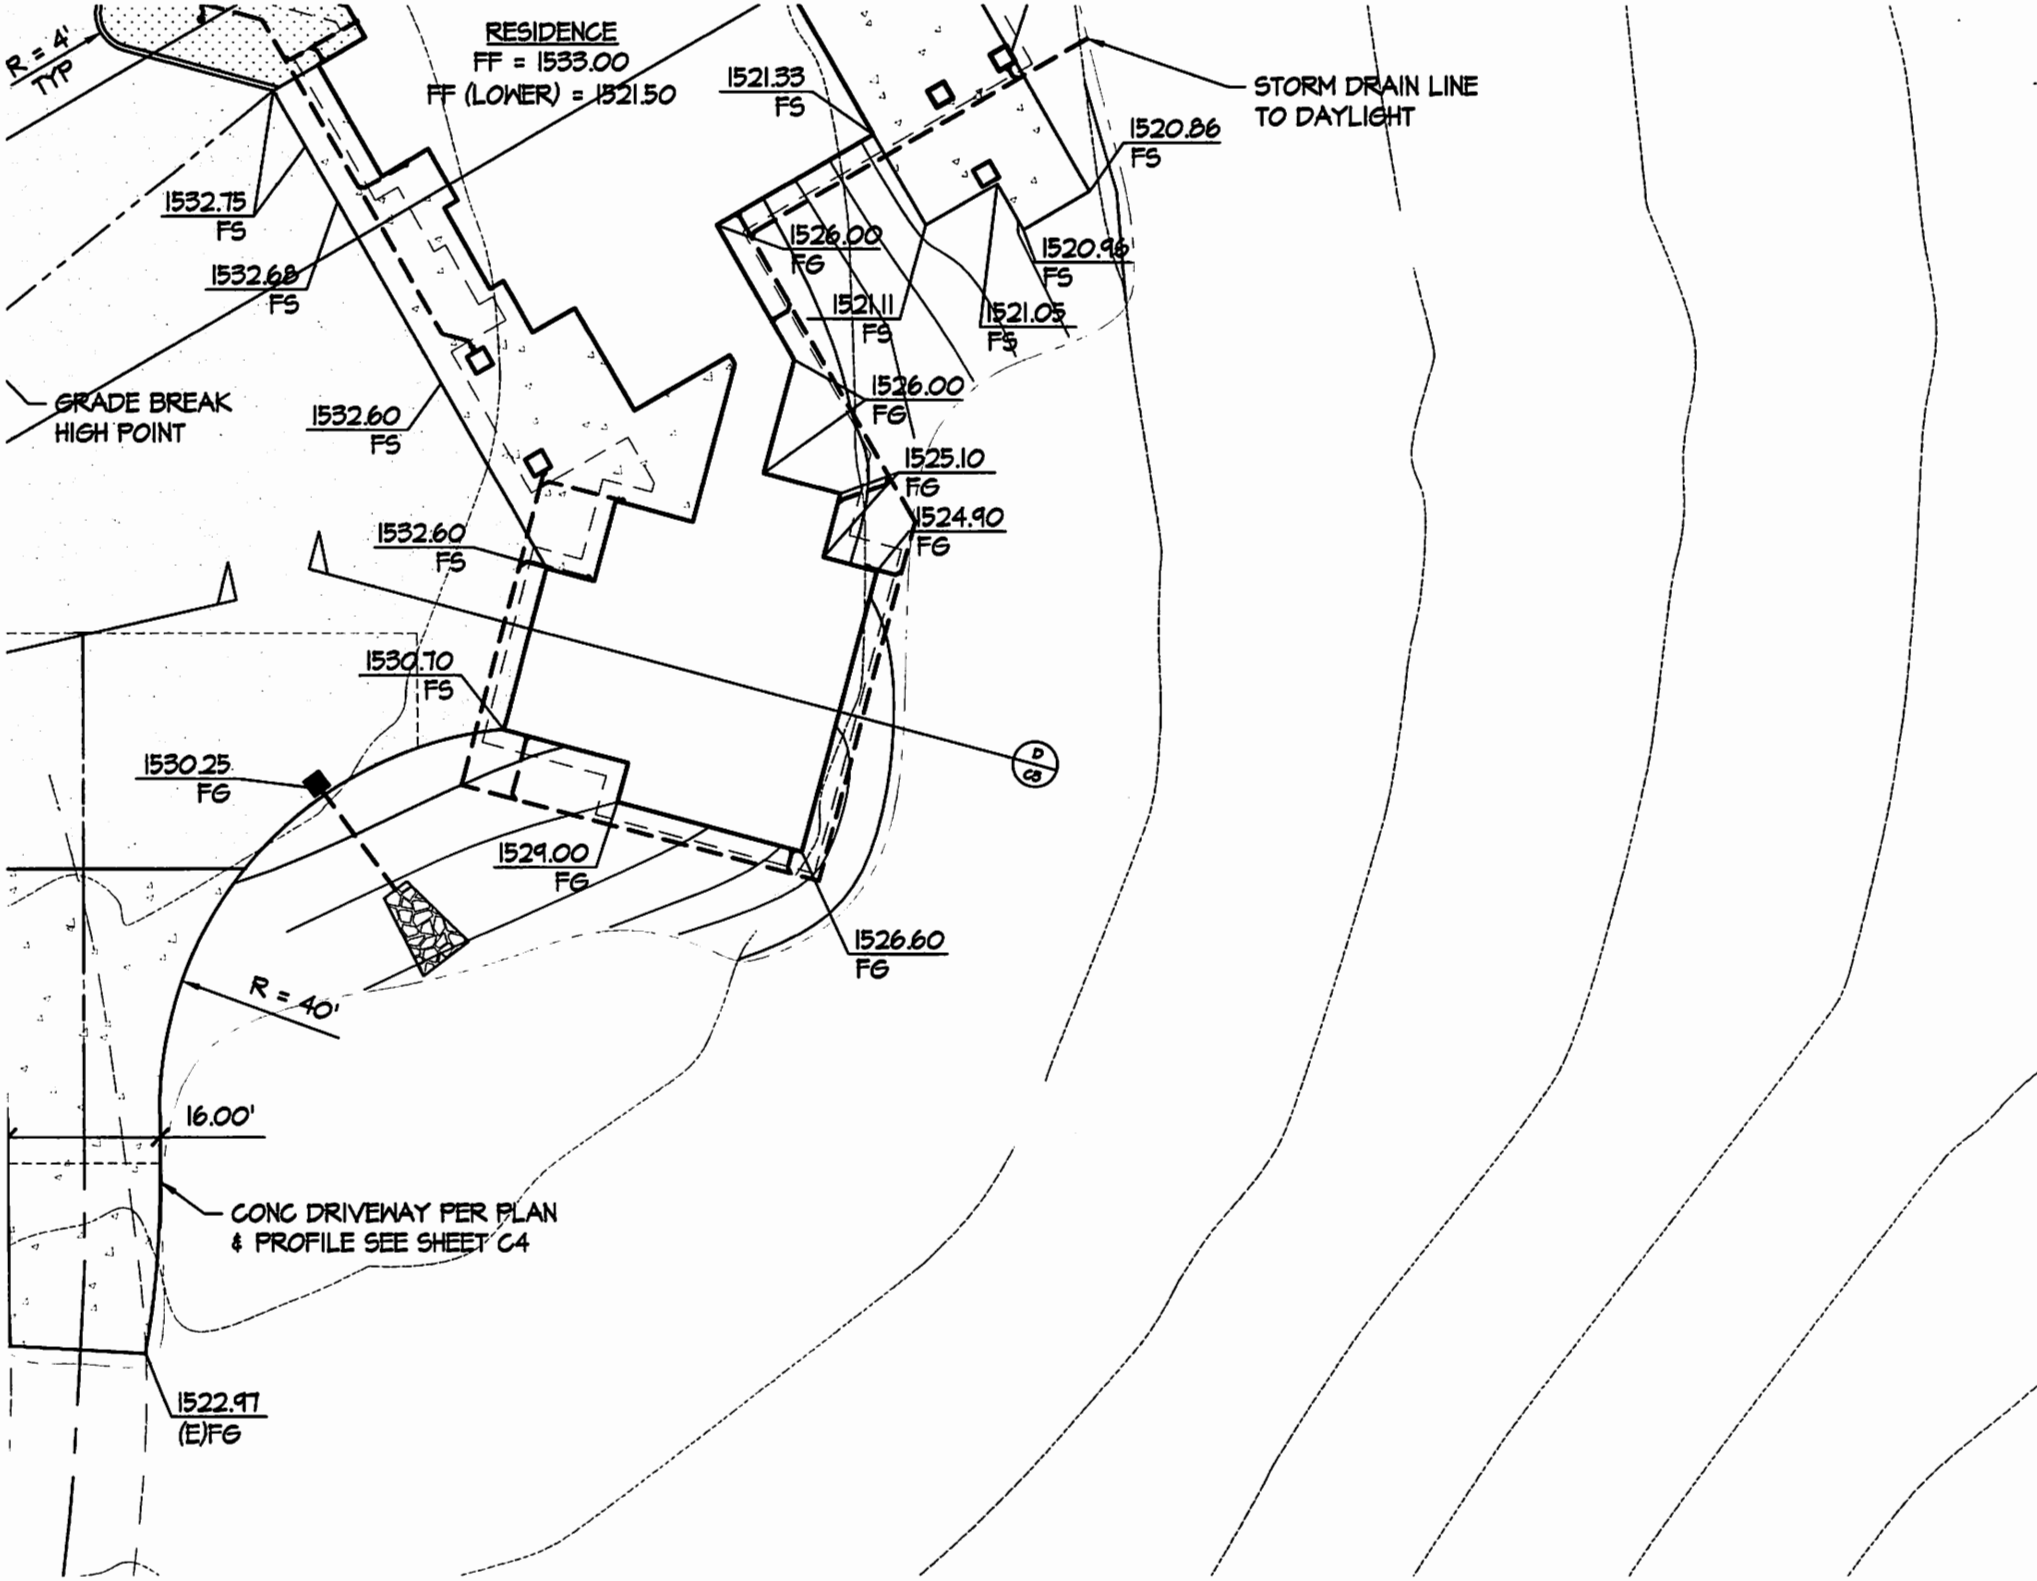 R = 4'
TYP
RESIDENCE
FF = 1533.00
FF (LOWER) = 1521.50
1521.33
FS
STORM DRAIN LINE
TO DAYLIGHT
1520.86
FS
1532.75
FS
1526.00
FG
1520.96
FS
1532.68
FS
1521.11
FS
1521.05
FS
GRADE BREAK
HIGH POINT
1532.60
FS
1526.00
FG
1525.10
FG
1532.60
FS
1524.90
FG
1530.70
FS
1530.25
FG
D
C5
1529.00
FG
1526.60
FG
R = 40'
16.00'
CONC DRIVEWAY PER PLAN
& PROFILE SEE SHEET C4
1522.97
(E)FG